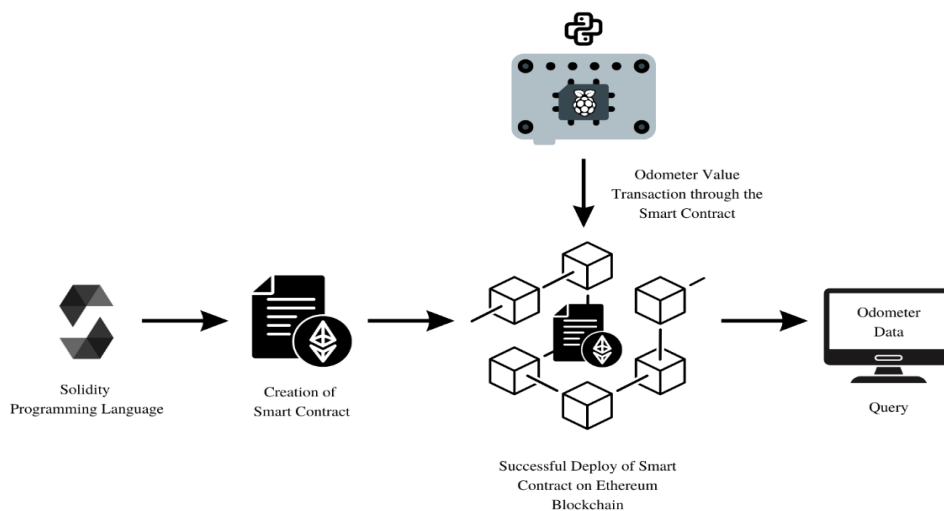 Odometer Value
Transaction through the
Smart Contract
Odometer
Data
Solidity
Programming Language
Creation of
Smart Contract
Query
Successful Deploy of Smart
Contract on Ethereum
Blockchain